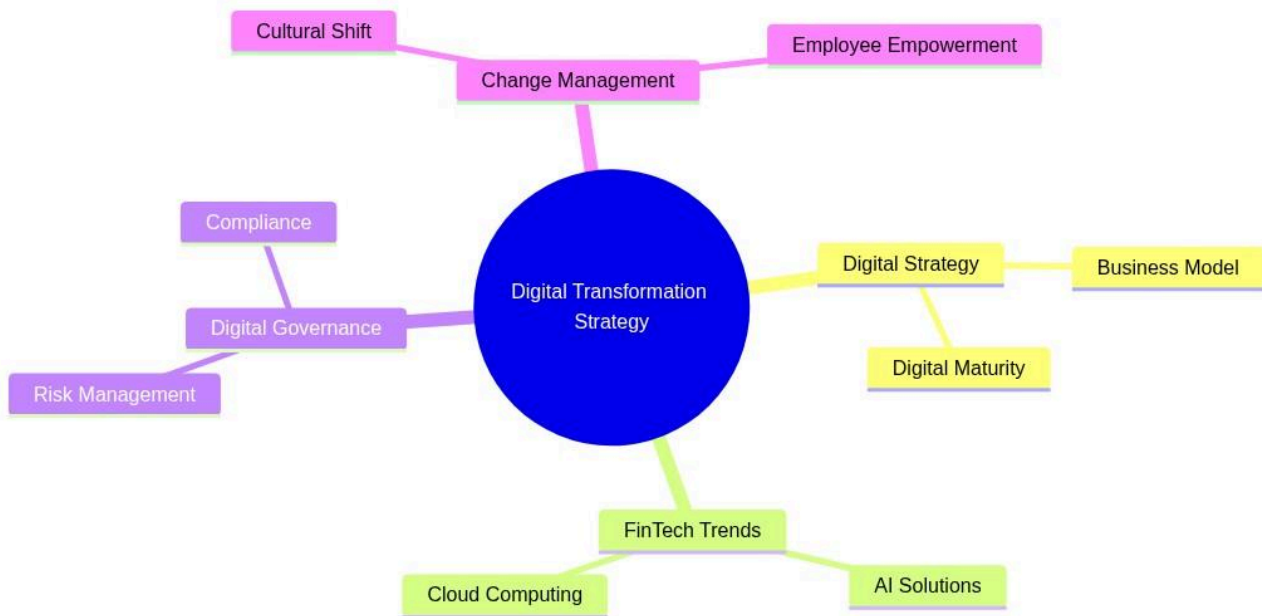 Cultural Shift
Employee Empowerment
Change Management
Compliance
Digital Strategy
Business Model
Digital Transformation
Strategy
Digital Governance
Digital Maturity
Risk Management
FinTech Trends
Cloud Computing
AI Solutions